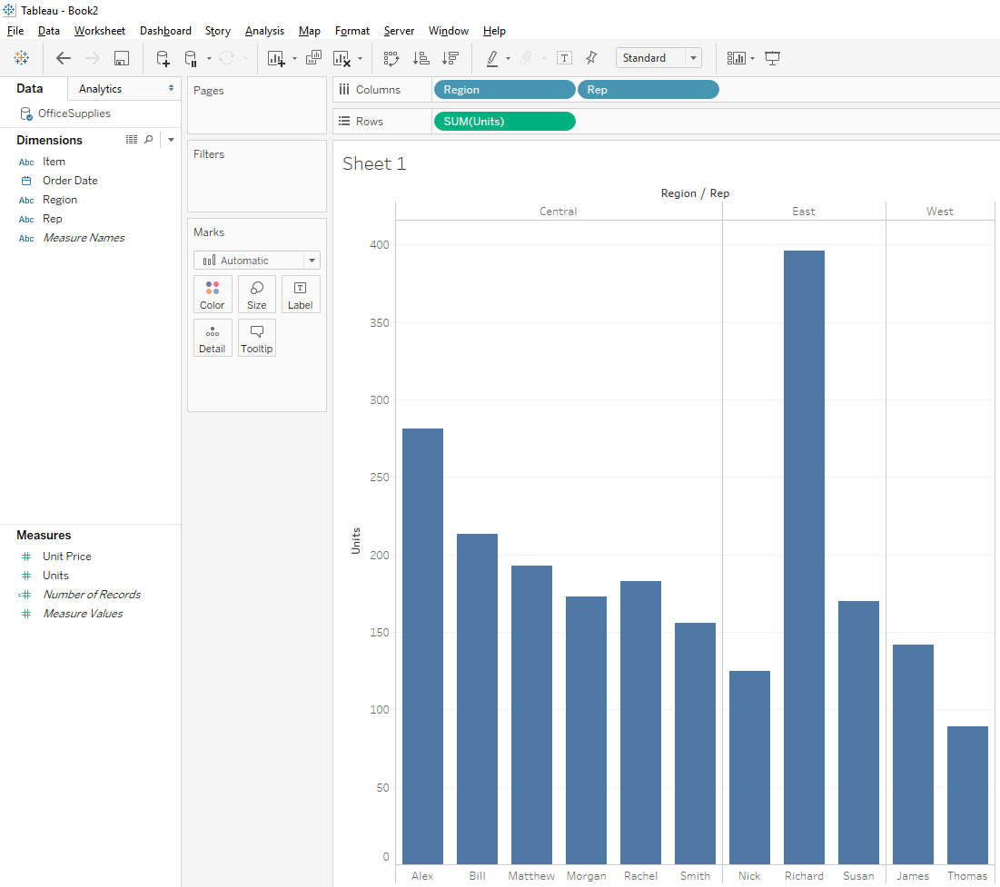 Tableau - Book2
File Data Worksheet Dashboard Story Analysis Map Format Server Window Help
Standard
Data Analytics
OfficeSupplies
Dimensions
Abc Item
Order Date
Abc Region
Abc Rep
Abc Measure Names
Measures
Unit Price
Units
Number of Records
Measure Values
Pages
Filters
Marks
Automatic
Color Size Label
Detail Tooltip
Columns Region Rep
Rows SUM(Units)
Sheet 1
Region / Rep
Central East West
400
350
300
250
200
150
100
50
0
Units
Alex Bill Matthew Morgan Rachel Smith Nick Richard Susan James Thomas